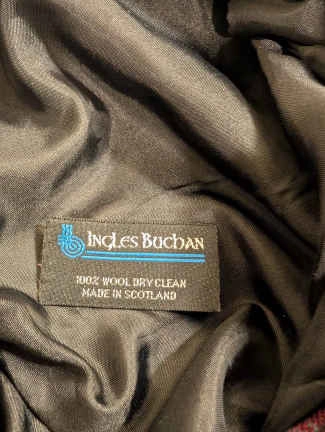 Ingles Buchan
100% WOOL DRY CLEAN
MADE IN SCOTLAND